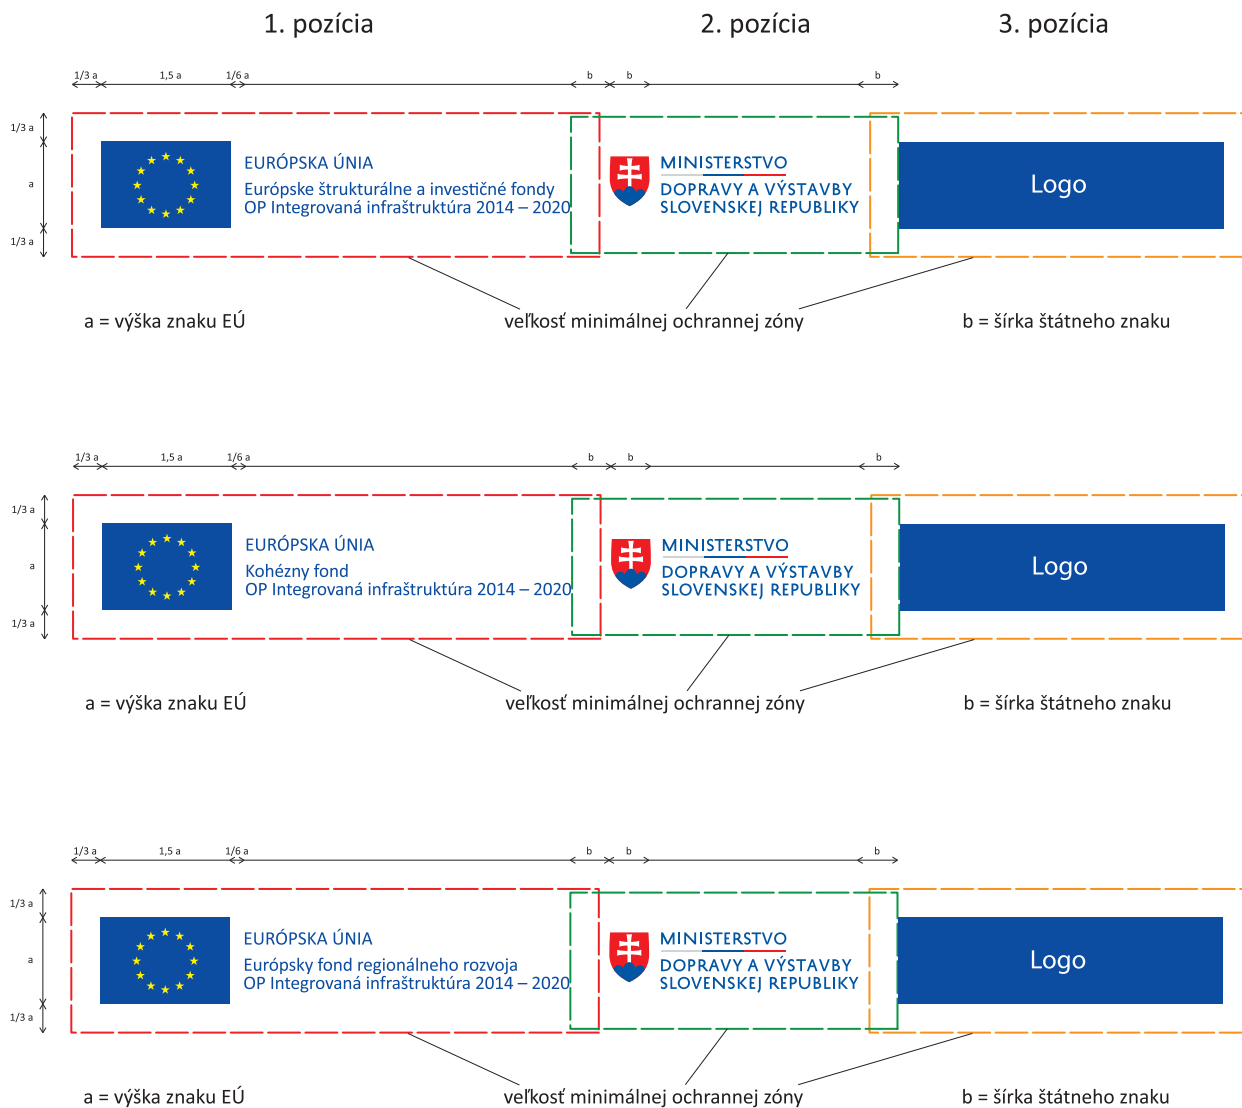 1. pozícia 2. pozícia 3. pozícia
1/3 a 1,5 a 1/6 a b b b
1/3 a
a
1/3 a
EURÓPSKA ÚNIA
Európske štrukturálne a investičné fondy
OP Integrovaná infraštruktúra 2014 – 2020
MINISTERSTVO
DOPRAVY A VÝSTAVBY
SLOVENSKEJ REPUBLIKY
Logo
a = výška znaku EÚ veľkosť minimálnej ochrannej zóny b = šírka štátneho znaku
1/3 a 1,5 a 1/6 a b b b
1/3 a
a
1/3 a
EURÓPSKA ÚNIA
Kohézny fond
OP Integrovaná infraštruktúra 2014 – 2020
MINISTERSTVO
DOPRAVY A VÝSTAVBY
SLOVENSKEJ REPUBLIKY
Logo
a = výška znaku EÚ veľkosť minimálnej ochrannej zóny b = šírka štátneho znaku
1/3 a 1,5 a 1/6 a b b b
1/3 a
a
1/3 a
EURÓPSKA ÚNIA
Európsky fond regionálneho rozvoja
OP Integrovaná infraštruktúra 2014 – 2020
MINISTERSTVO
DOPRAVY A VÝSTAVBY
SLOVENSKEJ REPUBLIKY
Logo
a = výška znaku EÚ veľkosť minimálnej ochrannej zóny b = šírka štátneho znaku